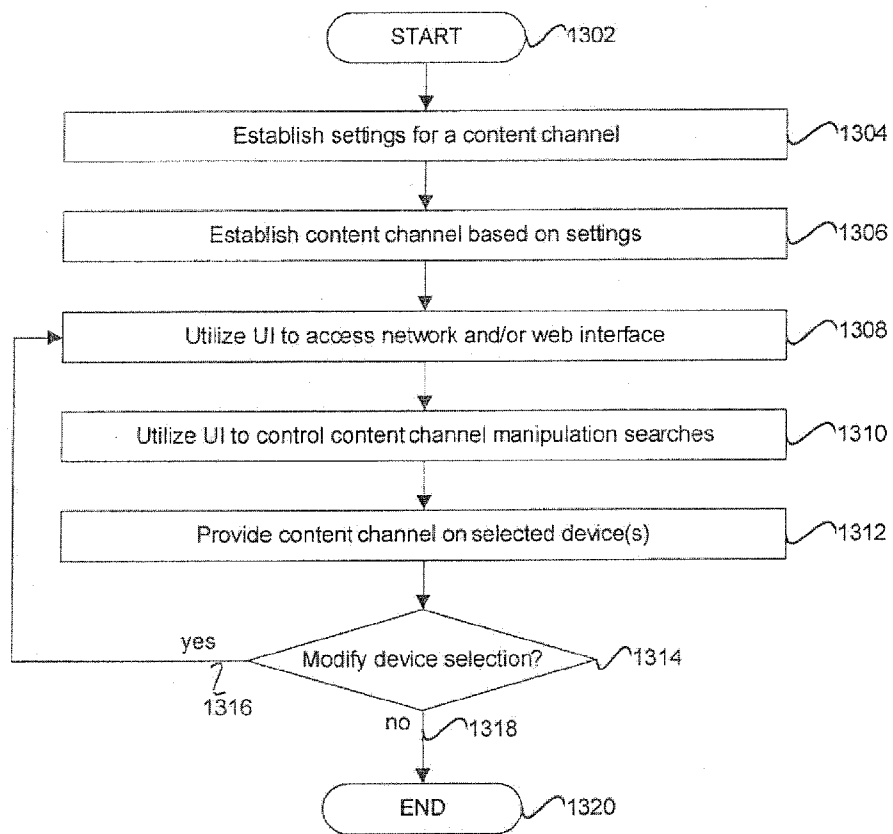 START 1302
Establish settings for a content channel 1304
Establish content channel based on settings 1306
Utilize UI to access network and/or web interface 1308
Utilize UI to control content channel manipulation searches 1310
Provide content channel on selected device(s) 1312
yes
Modify device selection? 1314
1316
no 1318
END 1320